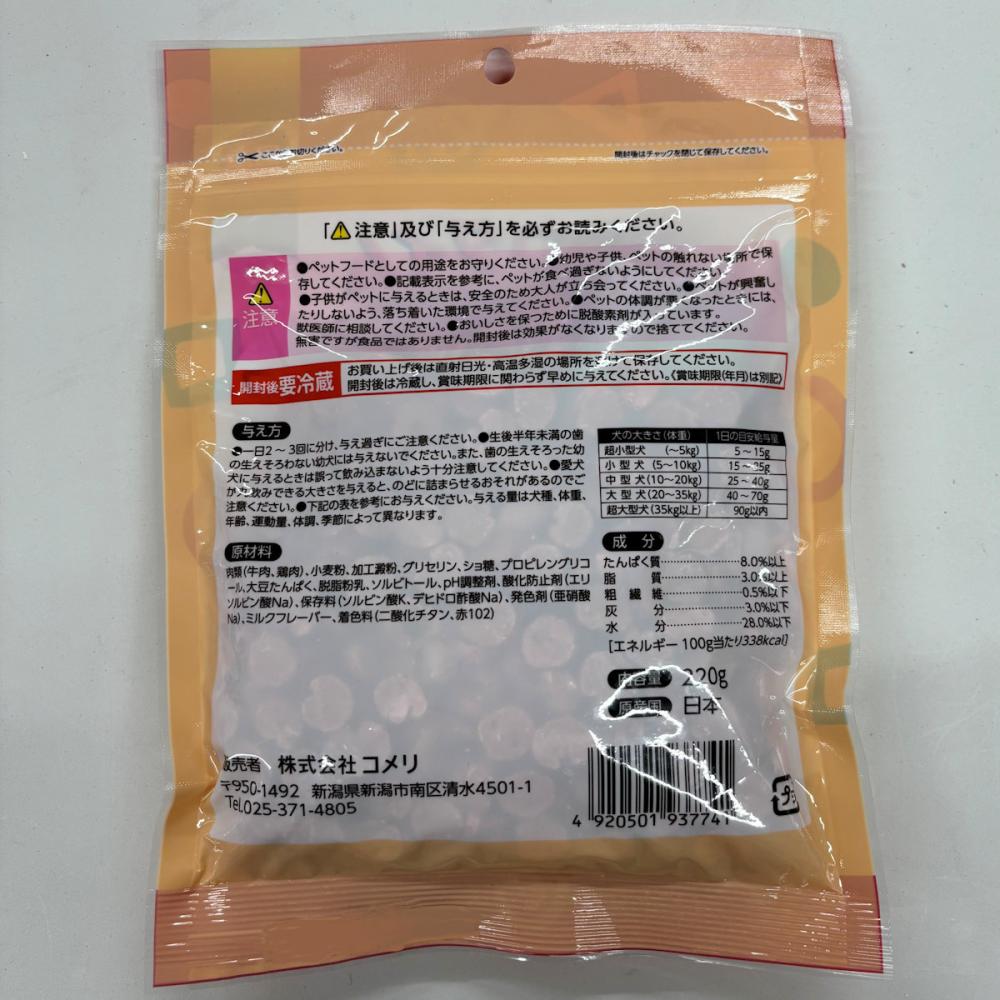 ここからお切りください。
開封後はチャックを閉じて保存してください。
「注意」及び「与え方」を必ずお読みください。
注意
●ペットフードとしての用途をお守りください。●幼児や子供、ペットの触れない場所で保
存してください。●記載表示を参考に、ペットが食べ過ぎないようにしてください。
●子供がペットに与えるときは、安全のため大人が立ち会ってください。●ペットが興奮し
たりしないよう、落ち着いた環境で与えてください。●ペットの体調が悪くなったときには、
獣医師に相談してください。●おいしさを保つために脱酸素剤が入っています。
無害ですが食品ではありません。開封後は効果がなくなりますので捨ててください。
開封後要冷蔵
お買い上げ後は直射日光・高温多湿の場所を避けて保存してください。
開封後は冷蔵し、賞味期限に関わらず早めに与えてください。《賞味期限(年月)は別記》
与え方
●一日2～3回に分け、与え過ぎにご注意ください。●生後半年未満の歯
の生えそろわない幼犬には与えないでください。また、歯の生えそろった幼
犬に与えるときは誤って飲み込まないよう十分注意してください。●愛犬
が丸飲みできる大きさを与えると、のどに詰まらせるおそれがあるのでご
注意ください。●下記の表を参考にお与えください。与える量は犬種、体重、
年齢、運動量、体調、季節によって異なります。
犬の大きさ(体重) 1日の目安給与量
超小型犬 (～5kg) 5～15g
小型犬 (5～10kg) 15～25g
中型犬 (10～20kg) 25～40g
大型犬 (20～35kg) 40～70g
超大型犬 (35kg以上) 90g以内
原材料
肉類(牛肉、鶏肉)、小麦粉、加工澱粉、グリセリン、ショ糖、プロピレングリコ
ール、大豆たんぱく、脱脂粉乳、ソルビトール、pH調整剤、酸化防止剤(エリ
ソルビン酸Na)、保存料(ソルビン酸K、デヒドロ酢酸Na)、発色剤(亜硝酸
Na)、ミルクフレーバー、着色料(二酸化チタン、赤102)
成分
たんぱく質 8.0%以上
脂質 3.0%以上
粗繊維 0.5%以下
灰分 3.0%以下
水分 28.0%以下
[エネルギー 100g当たり338kcal]
内容量 220g
原産国 日本
販売者 株式会社コメリ
〒950-1492 新潟県新潟市南区清水4501-1
Tel.025-371-4805
4 920501 937741
プラ